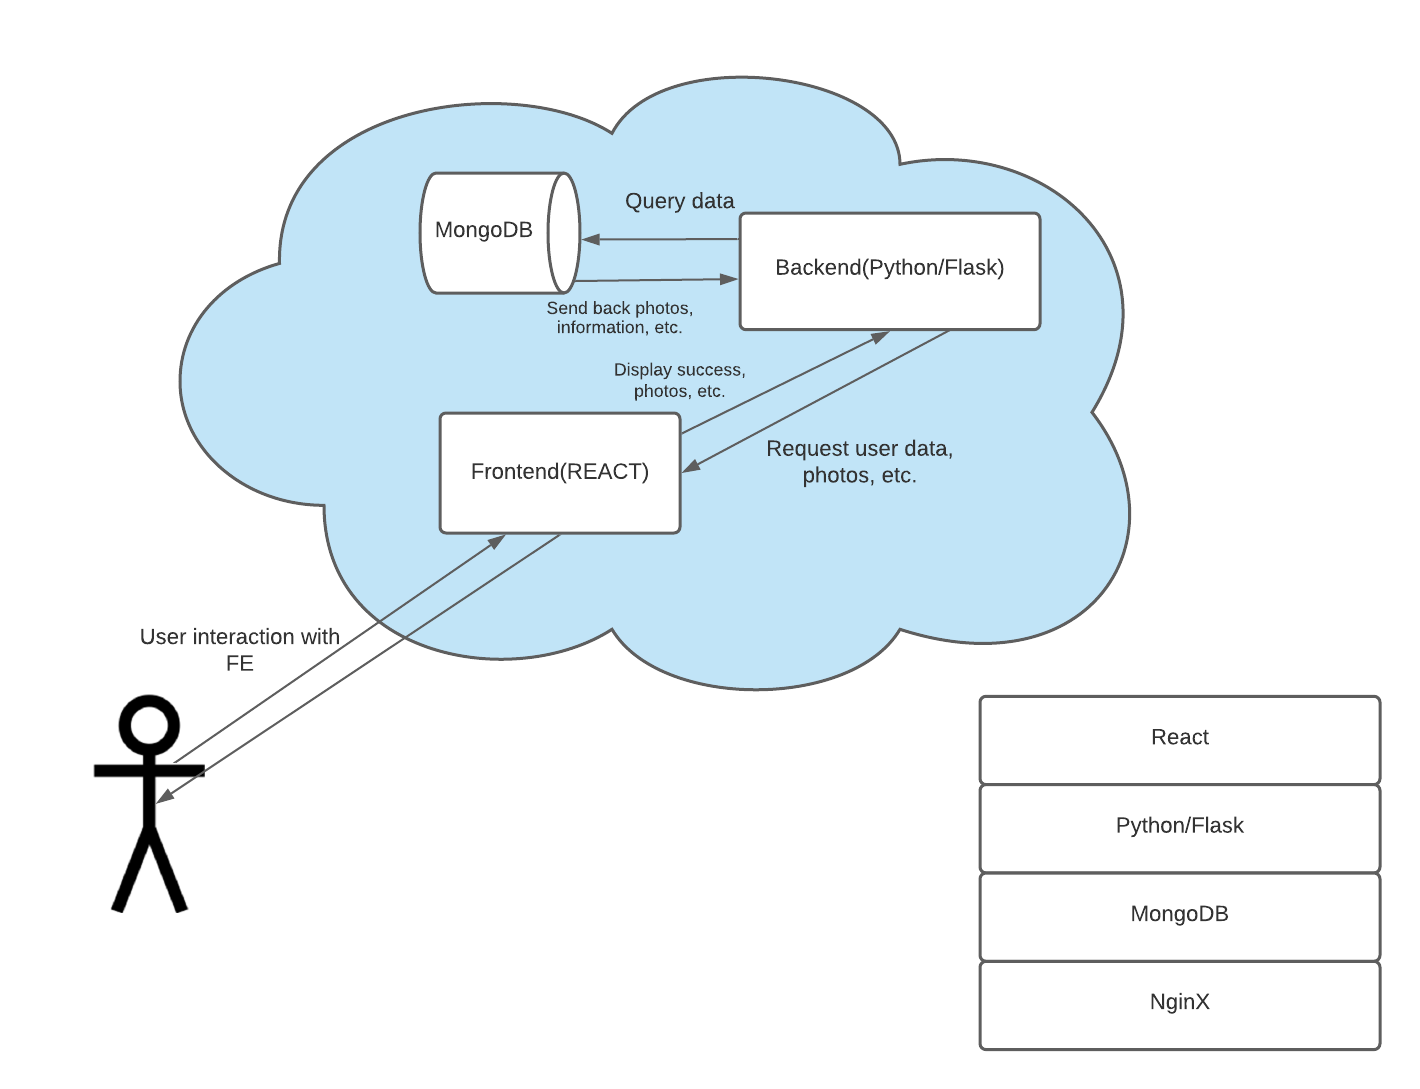 Query data
MongoDB
Backend(Python/Flask)
Send back photos,
information, etc.
Display success,
photos, etc.
Request user data,
photos, etc.
Frontend(REACT)
User interaction with
FE
React
Python/Flask
MongoDB
NginX